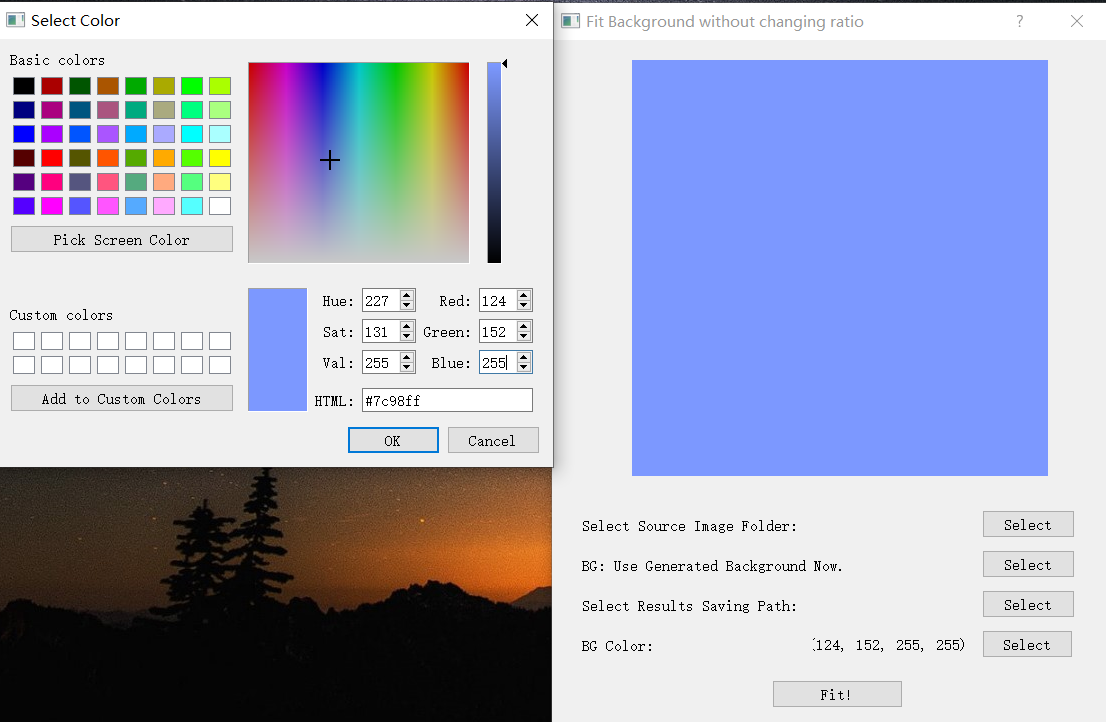 Select Color
Basic colors
Pick Screen Color
Custom colors
Add to Custom Colors
Hue: 227 Red: 124
Sat: 131 Green: 152
Val: 255 Blue: 255
HTML: #7c98ff
OK Cancel
Fit Background without changing ratio
Select Source Image Folder: Select
BG: Use Generated Background Now. Select
Select Results Saving Path: Select
BG Color: (124, 152, 255, 255) Select
Fit!